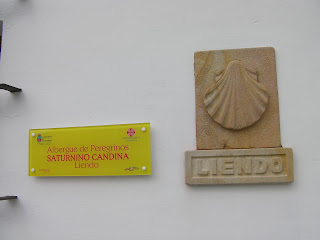 Albergue de Peregrinos
SATURNINO CANDINA
Liendo
LIENDO